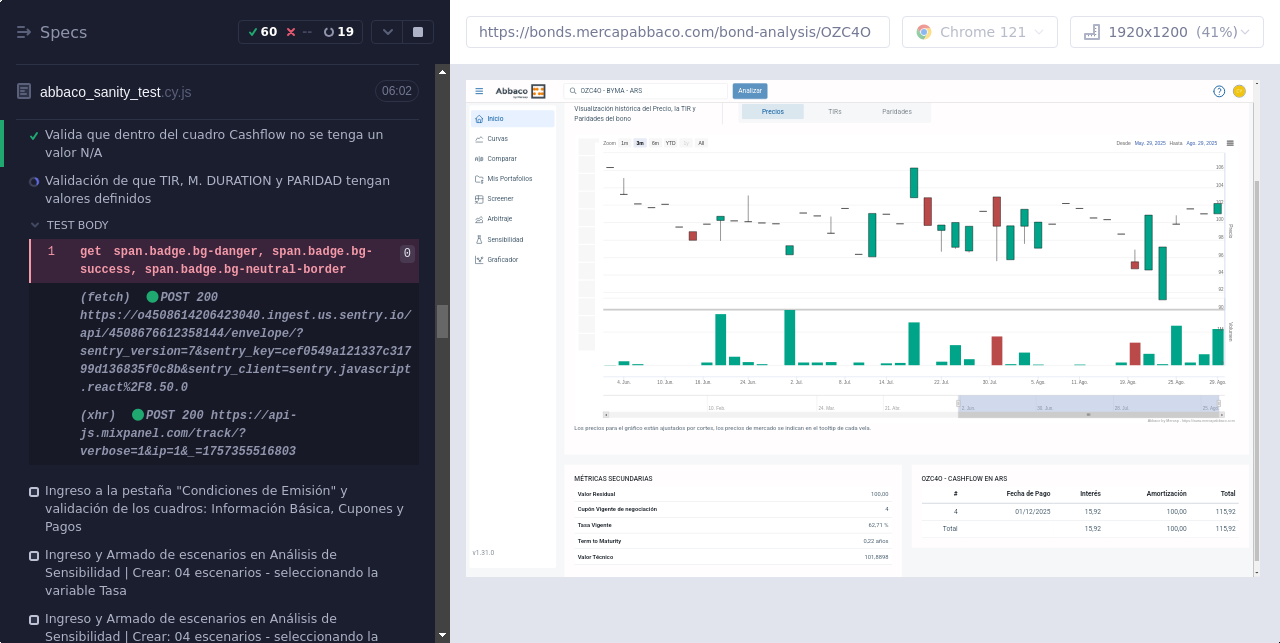 Specs
60 -- 19
https://bonds.mercapabbaco.com/bond-analysis/OZC4O
Chrome 121
1920x1200 (41%)
abbaco_sanity_test.cy.js
06:02
Valida que dentro del cuadro Cashflow no se tenga un
valor N/A
Validación de que TIR, M. DURATION y PARIDAD tengan
valores definidos
TEST BODY
1 get span.badge.bg-danger, span.badge.bg-
success, span.badge.bg-neutral-border
0
(fetch) POST 200
https://o4508614206423040.ingest.us.sentry.io/
api/4508676612358144/envelope/?
sentry_version=7&sentry_key=cef0549a121337c317
99d136835f0c8b&sentry_client=sentry.javascript
.react%2F8.50.0
(xhr) POST 200 https://api-
js.mixpanel.com/track/?
verbose=1&ip=1&_=1757355516803
Ingreso a la pestaña "Condiciones de Emisión" y
validación de los cuadros: Información Básica, Cupones y
Pagos
Ingreso y Armado de escenarios en Análisis de
Sensibilidad | Crear: 04 escenarios - seleccionando la
variable Tasa
Ingreso y Armado de escenarios en Análisis de
Sensibilidad | Crear: 04 escenarios - seleccionando la
Abbaco
OZC4O - BYMA - ARS
Analizar
?
Inicio
Curvas
Comparar
Mis Portafolios
Screener
Arbitraje
Sensibilidad
Graficador
v1.31.0
Visualización histórica del Precio, la TIR y
Paridades del bono
Precios TIRs Paridades
Zoom 1m 3m 6m YTD 1y All
Desde May. 29, 2025 Hasta Ago. 29, 2025
106
104
102
100
98
96
94
92
90
Precio
Volumen
4. Jun. 10. Jun. 16. Jun. 24. Jun. 2. Jul. 8. Jul. 14. Jul. 22. Jul. 30. Jul. 5. Ago. 11. Ago. 19. Ago. 25. Ago. 29. Ago.
10. Feb. 24. Mar. 21. Abr.
Los precios para el gráfico están ajustados por cortes, los precios de mercado se indican en el tooltip de cada vela.
MÉTRICAS SECUNDARIAS
Valor Residual 100,00
Cupón Vigente de negociación 4
Tasa Vigente 62,71 %
Term to Maturity 0,22 años
Valor Técnico 101,8898
OZC4O - CASHFLOW EN ARS
# Fecha de Pago Interés Amortización Total
4 01/12/2025 15,92 100,00 115,92
Total 15,92 100,00 115,92